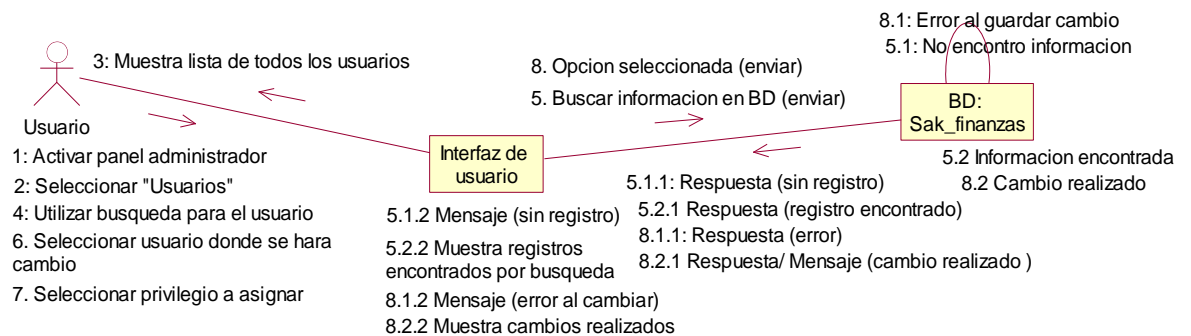 8.1: Error al guardar cambio
5.1: No encontro informacion
3: Muestra lista de todos los usuarios
8. Opcion seleccionada (enviar)
5. Buscar informacion en BD (enviar)
BD:
Sak_finanzas
Usuario
1: Activar panel administrador
2: Seleccionar "Usuarios"
4: Utilizar busqueda para el usuario
6. Seleccionar usuario donde se hara
cambio
7. Seleccionar privilegio a asignar
Interfaz de
usuario
5.1.2 Mensaje (sin registro)
5.2.2 Muestra registros
encontrados por busqueda
8.1.2 Mensaje (error al cambiar)
8.2.2 Muestra cambios realizados
5.1.1: Respuesta (sin registro)
5.2.1 Respuesta (registro encontrado)
8.1.1: Respuesta (error)
8.2.1 Respuesta/ Mensaje (cambio realizado )
5.2 Informacion encontrada
8.2 Cambio realizado